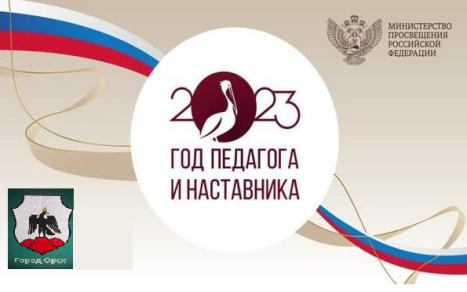 МИНИСТЕРСТВО
ПРОСВЕЩЕНИЯ
РОССИЙСКОЙ
ФЕДЕРАЦИИ
2023
ГОД ПЕДАГОГА
И НАСТАВНИКА
Город Орск